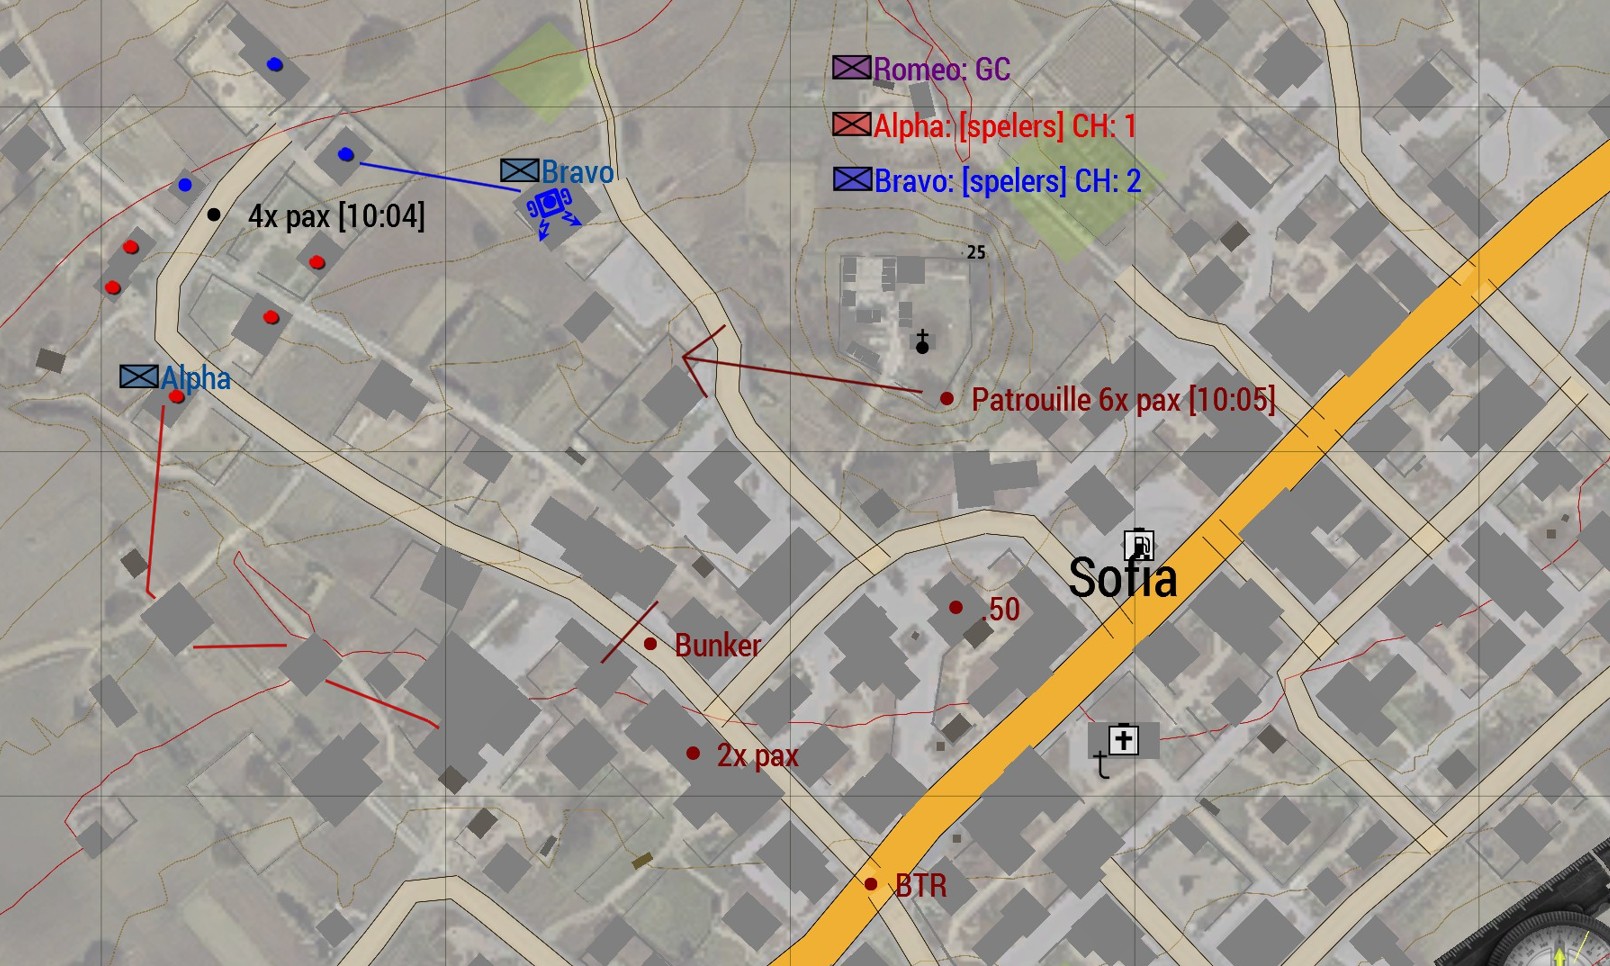 Romeo: GC
Alpha: [spelers] CH: 1
Bravo
Bravo: [spelers] CH: 2
4x pax [10:04]
25
Alpha
Patrouille 6x pax [10:05]
Sofia
.50
Bunker
2x pax
BTR